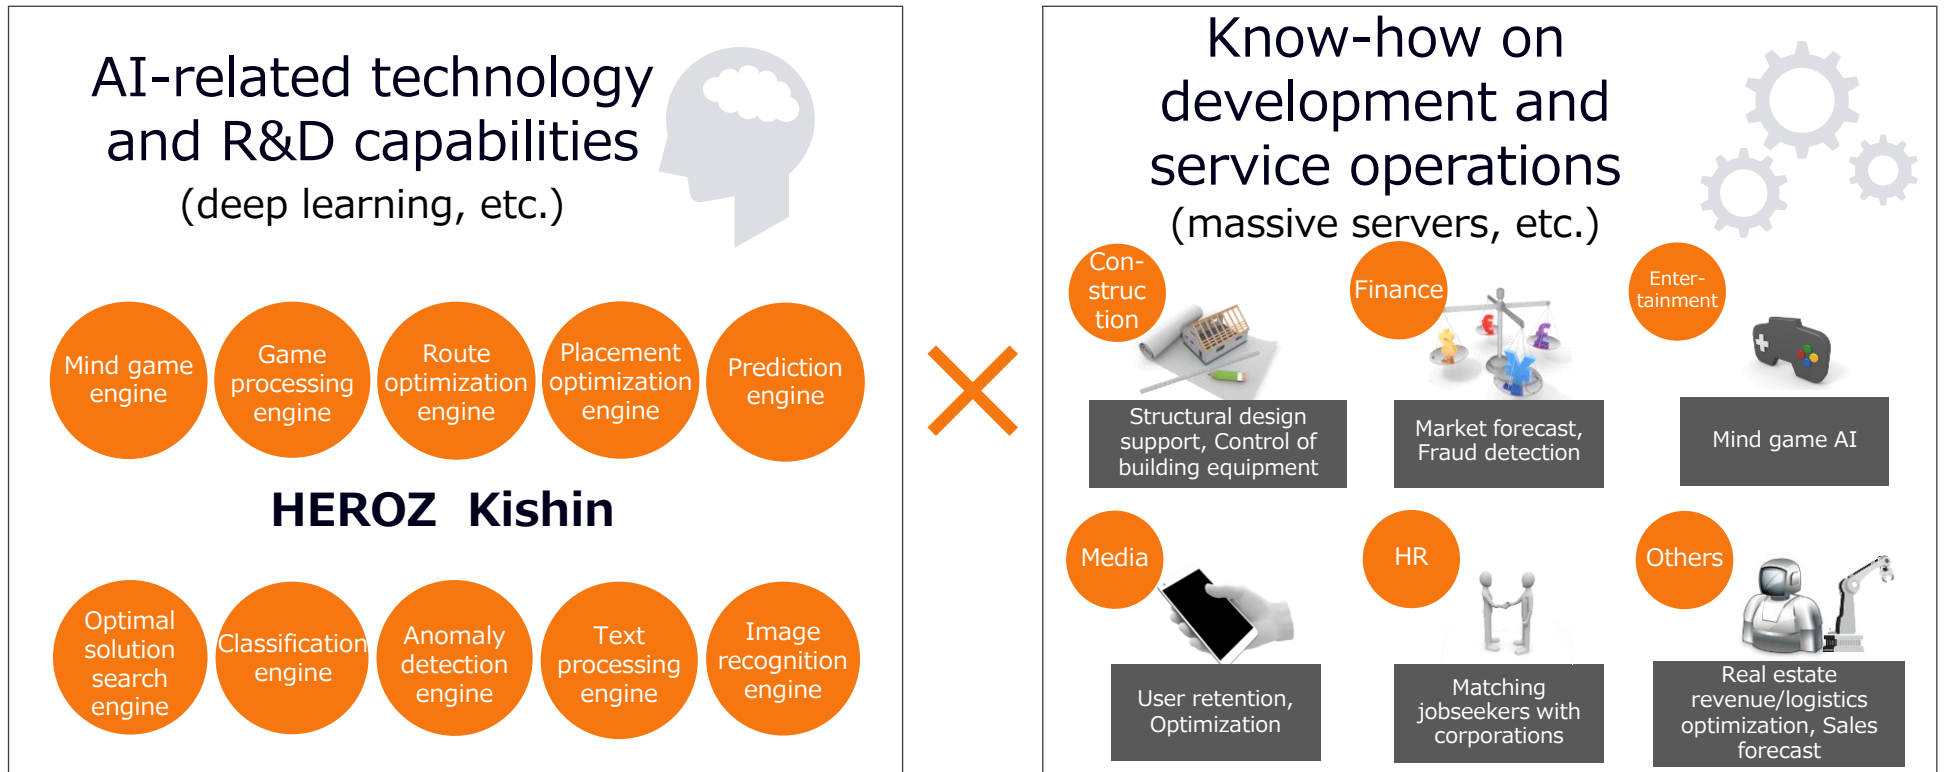 AI-related technology
and R&D capabilities
(deep learning, etc.)
Mind game
engine
Game
processing
engine
Route
optimization
engine
Placement
optimization
engine
Prediction
engine
HEROZ Kishin
Optimal
solution
search
engine
Classification
engine
Anomaly
detection
engine
Text
processing
engine
Image
recognition
engine
Know-how on
development and
service operations
(massive servers, etc.)
Con-
struc
tion
Structural design
support, Control of
building equipment
Finance
Market forecast,
Fraud detection
Enter-
tainment
Mind game AI
Media
User retention,
Optimization
HR
Matching
jobseekers with
corporations
Others
Real estate
revenue/logistics
optimization, Sales
forecast